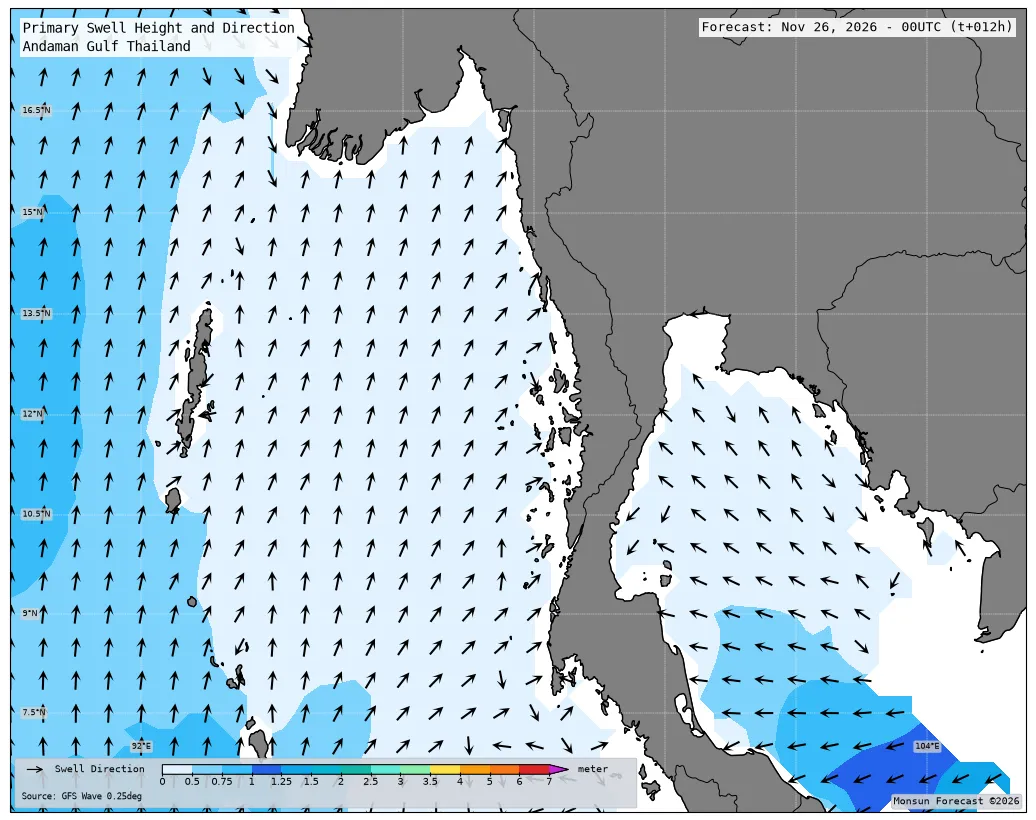 Primary Swell Height and Direction
Andaman Gulf Thailand
Forecast: Nov 26, 2026 - 00UTC (t+012h)
16.5°N
15°N
13.5°N
12°N
10.5°N
9°N
7.5°N
92°E
104°E
Swell Direction
0 0.5 0.75 1 1.25 1.5 2 2.5 3 3.5 4 5 6 7
meter
Source: GFS Wave 0.25deg
Monsun Forecast ©2026